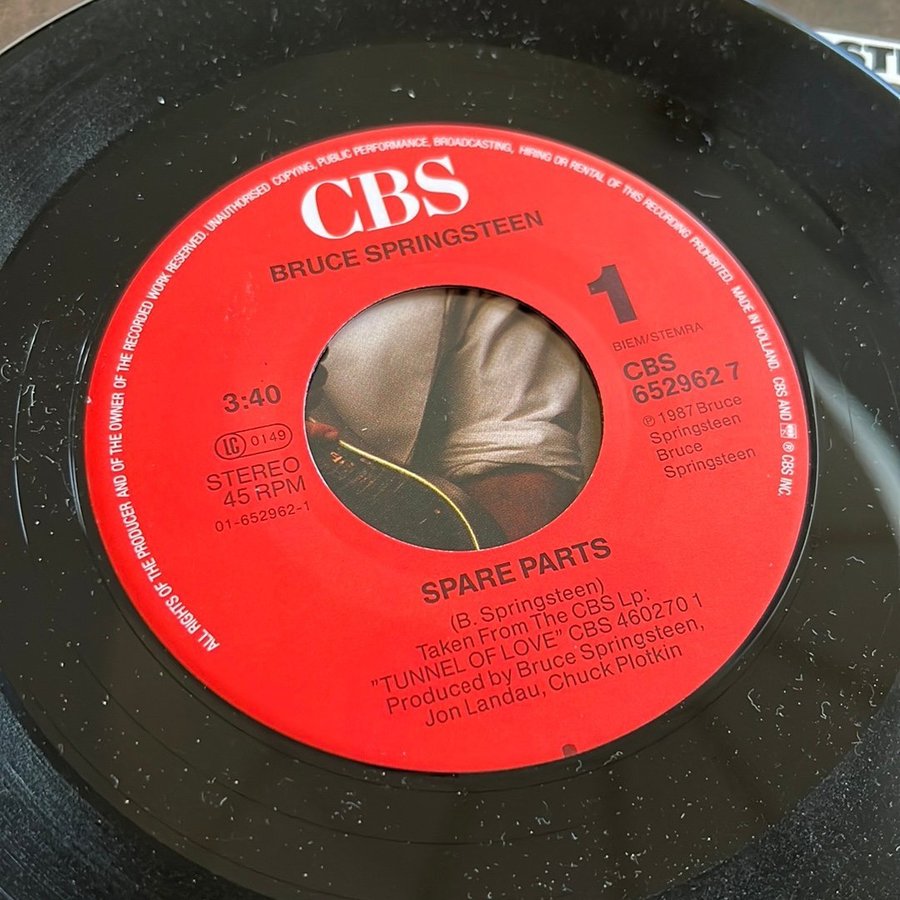 ALL RIGHTS OF THE PRODUCER AND OF THE OWNER OF THE RECORDED WORK RESERVED. UNAUTHORISED COPYING, PUBLIC PERFORMANCE, BROADCASTING, HIRING OR RENTAL OF THIS RECORDING PROHIBITED. MADE IN HOLLAND. CBS AND ® CBS INC.
CBS
BRUCE SPRINGSTEEN
1
BIEM/STEMRA
CBS
652962 7
℗ 1987 Bruce
Springsteen
Bruce
Springsteen
3:40
LC 0149
STEREO
45 RPM
01-652962-1
SPARE PARTS
(B. Springsteen)
Taken From The CBS Lp:
"TUNNEL OF LOVE" CBS 460270 1
Produced by Bruce Springsteen,
Jon Landau, Chuck Plotkin